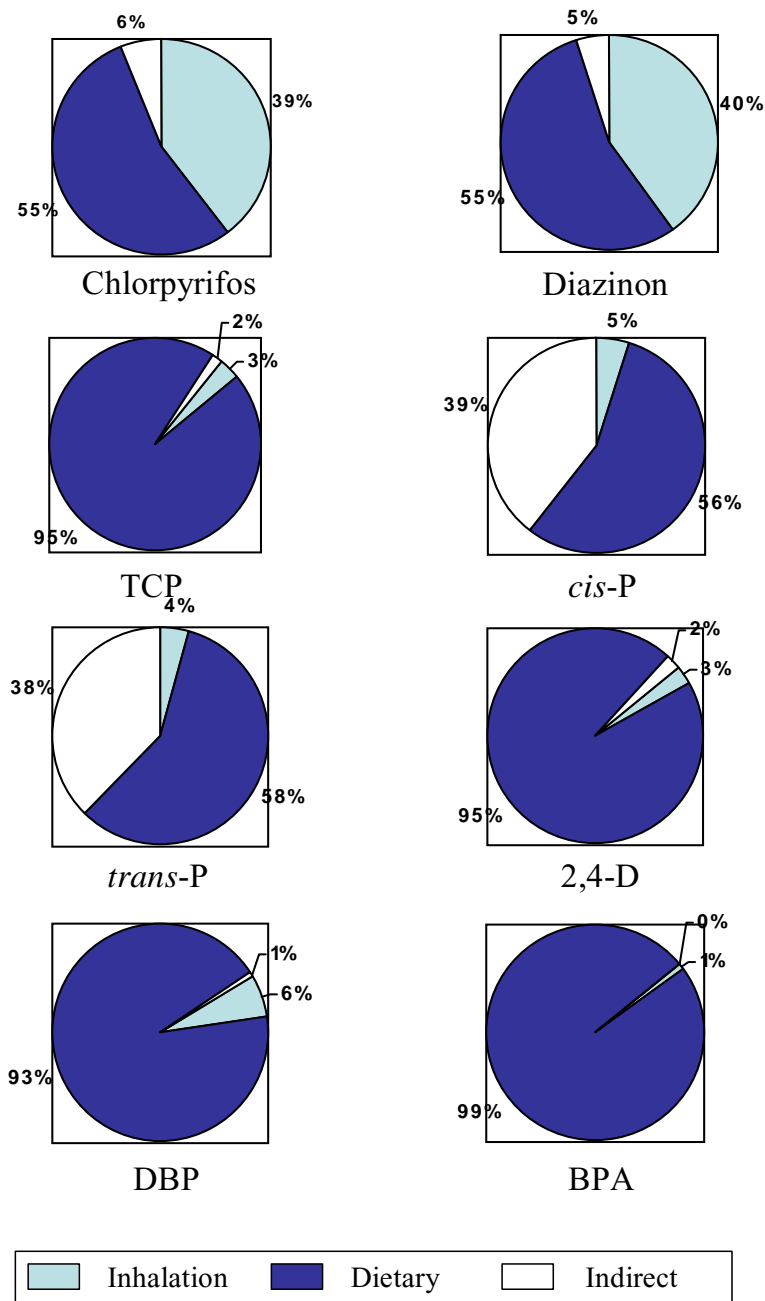 6%
39%
55%
Chlorpyrifos
5%
40%
55%
Diazinon
2%
3%
95%
TCP
5%
39%
56%
cis-P
4%
38%
58%
trans-P
2%
3%
95%
2,4-D
1%
6%
93%
DBP
0%
1%
99%
BPA
Inhalation Dietary Indirect